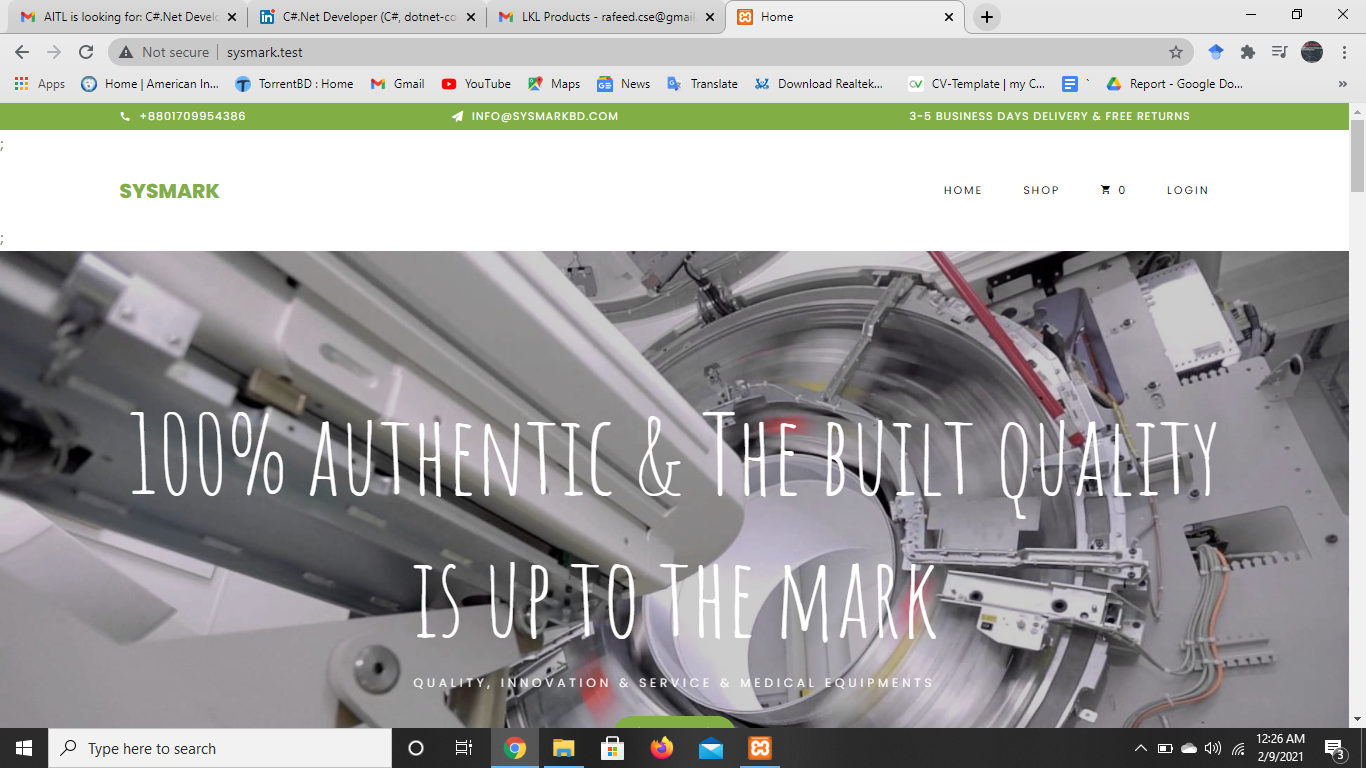 AITL is looking for: C#.Net Develo
C#.Net Developer (C#, dotnet-co
LKL Products - rafeed.cse@gmail.
Home
Not secure
sysmark.test
Apps
Home | American In...
TorrentBD : Home
Gmail
YouTube
Maps
News
Translate
Download Realtek...
CV-Template | my C...
`
Report - Google Do...
»
+8801709954386
INFO@SYSMARKBD.COM
3-5 BUSINESS DAYS DELIVERY & FREE RETURNS
;
SYSMARK
HOME
SHOP
0
LOGIN
;
100% AUTHENTIC & THE BUILT QUALITY
IS UP TO THE MARK
QUALITY, INNOVATION & SERVICE & MEDICAL EQUIPMENTS
Type here to search
12:26 AM
2/9/2021
3